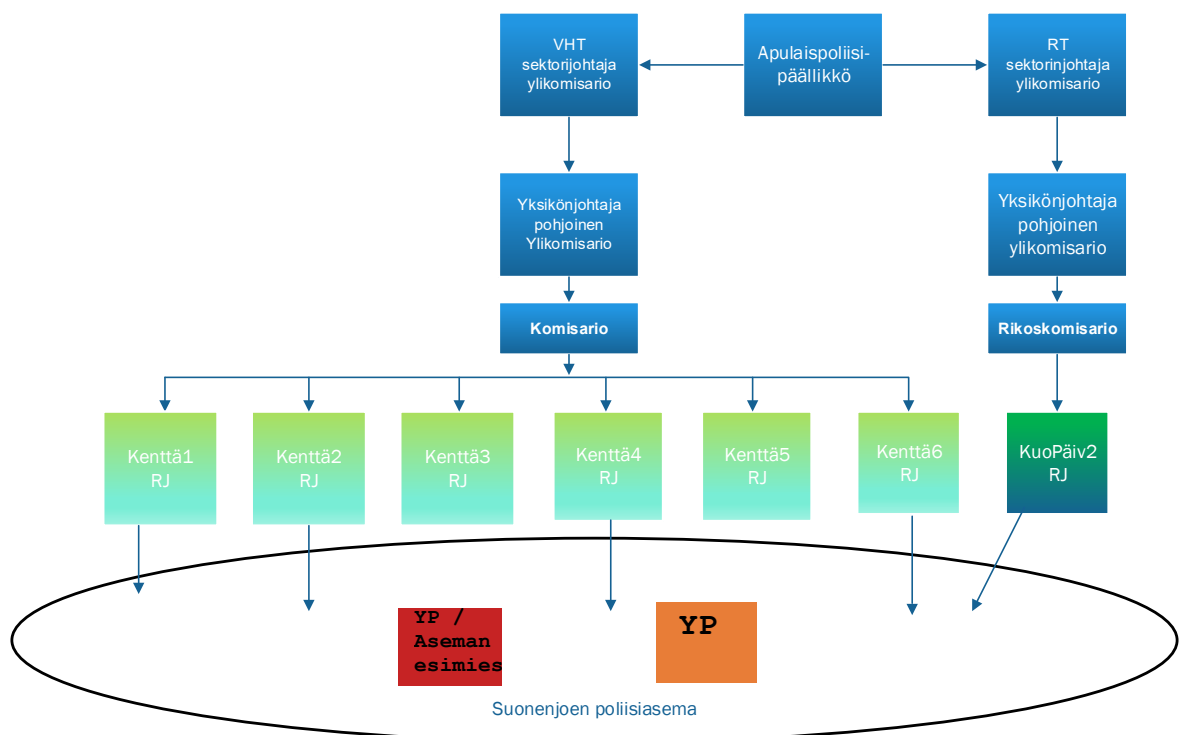 VHT
sektorijohtaja
ylikomisario
Apulaispoliisi-
päällikkö
RT
sektorinjohtaja
ylikomisario
Yksikönjohtaja
pohjoinen
Ylikomisario
Yksikönjohtaja
pohjoinen
ylikomisario
Komisario
Rikoskomisario
Kenttä1
RJ
Kenttä2
RJ
Kenttä3
RJ
Kenttä4
RJ
Kenttä5
RJ
Kenttä6
RJ
KuoPäiv2
RJ
YP /
Aseman
esimies
YP
Suonenjoen poliisiasema